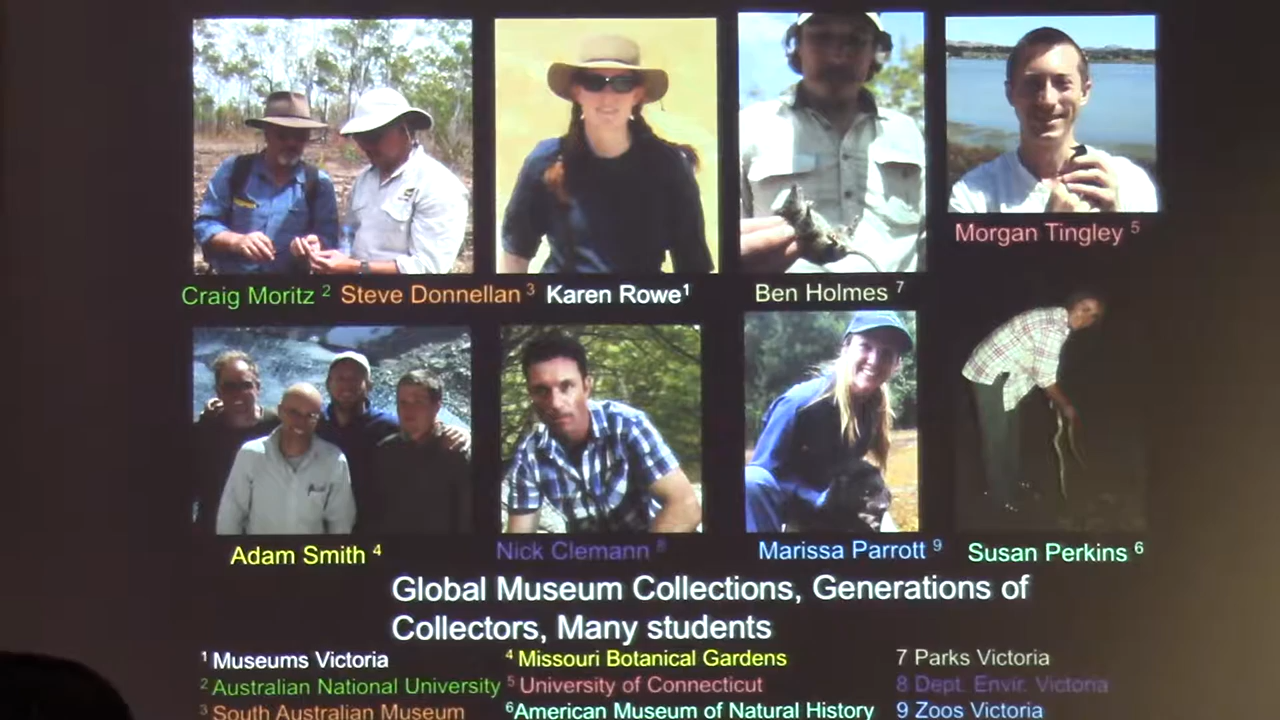 Morgan Tingley 5
Craig Moritz 2 Steve Donnellan 3 Karen Rowe1 Ben Holmes 7
Adam Smith 4 Nick Clemann 8 Marissa Parrott 9 Susan Perkins 6
Global Museum Collections, Generations of
Collectors, Many students
1 Museums Victoria 4 Missouri Botanical Gardens 7 Parks Victoria
2 Australian National University 5 University of Connecticut 8 Dept. Envir. Victoria
3 South Australian Museum 6American Museum of Natural History 9 Zoos Victoria